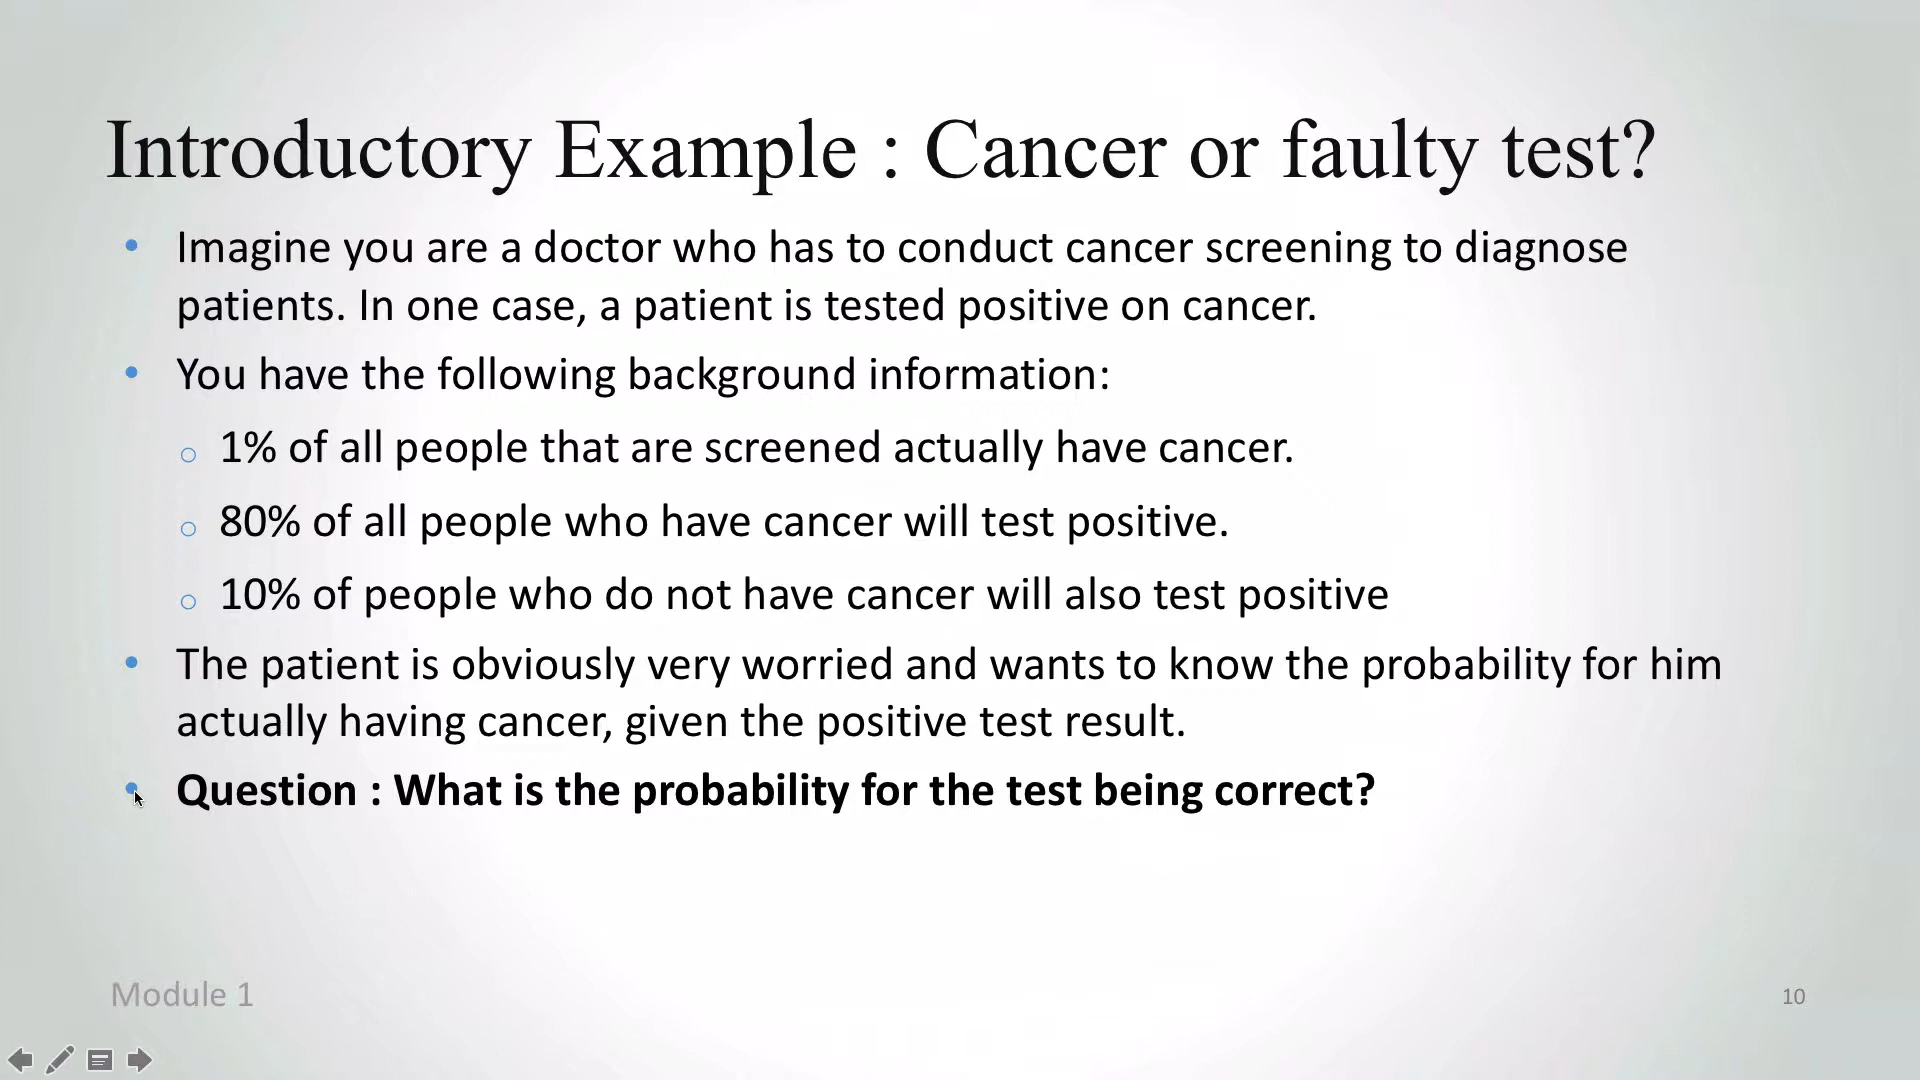 Introductory Example : Cancer or faulty test?
• Imagine you are a doctor who has to conduct cancer screening to diagnose
patients. In one case, a patient is tested positive on cancer.
• You have the following background information:
○ 1% of all people that are screened actually have cancer.
○ 80% of all people who have cancer will test positive.
○ 10% of people who do not have cancer will also test positive
• The patient is obviously very worried and wants to know the probability for him
actually having cancer, given the positive test result.
• Question : What is the probability for the test being correct?
Module 1
10